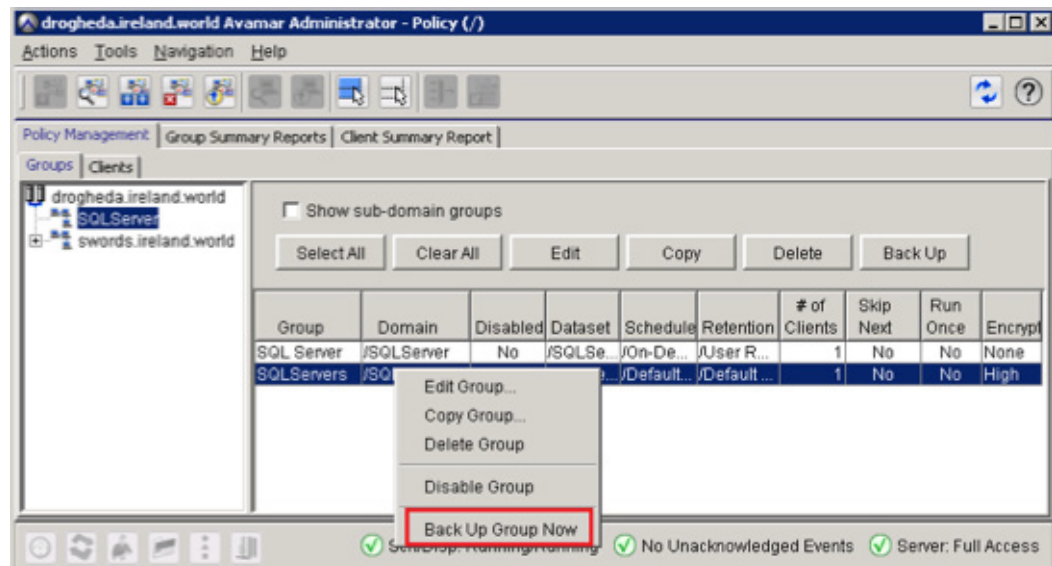 drogheda.ireland.world Avamar Administrator - Policy (/)
Actions Tools Navigation Help
Policy Management Group Summary Reports Client Summary Report
Groups Clients
drogheda.ireland.world
SQLServer
swords.ireland.world
Show sub-domain groups
Select All Clear All Edit Copy Delete Back Up
Group Domain Disabled Dataset Schedule Retention # of Clients Skip Next Run Once Encrypt
SQL Server /SQLServer No /SQLSe... /On-De... /User R... 1 No No None
SQLServers /SQ /Default... /Default ... 1 No No High
Edit Group...
Copy Group...
Delete Group
Disable Group
Back Up Group Now
No Unacknowledged Events Server: Full Access